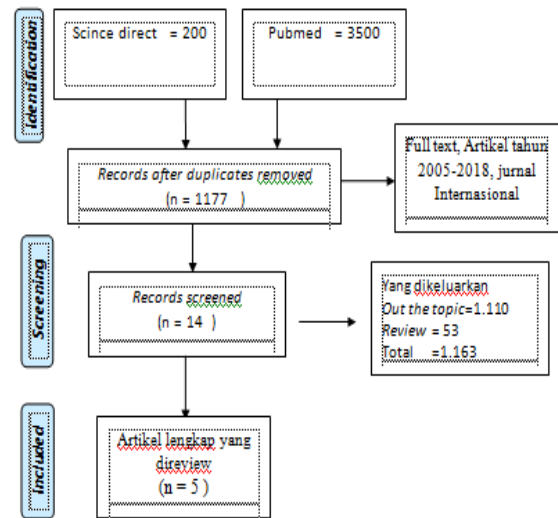 Identification
Scince direct = 200
Pubmed = 3500
Records after duplicates removed
(n = 1177 )
Full text, Artikel tahun
2005-2018, jurnal
Internasional
Screening
Records screened
(n = 14 )
Yang dikeluarkan
Out the topic=1.110
Review = 53
Total =1.163
Included
Artikel lengkap yang
direview
(n = 5 )